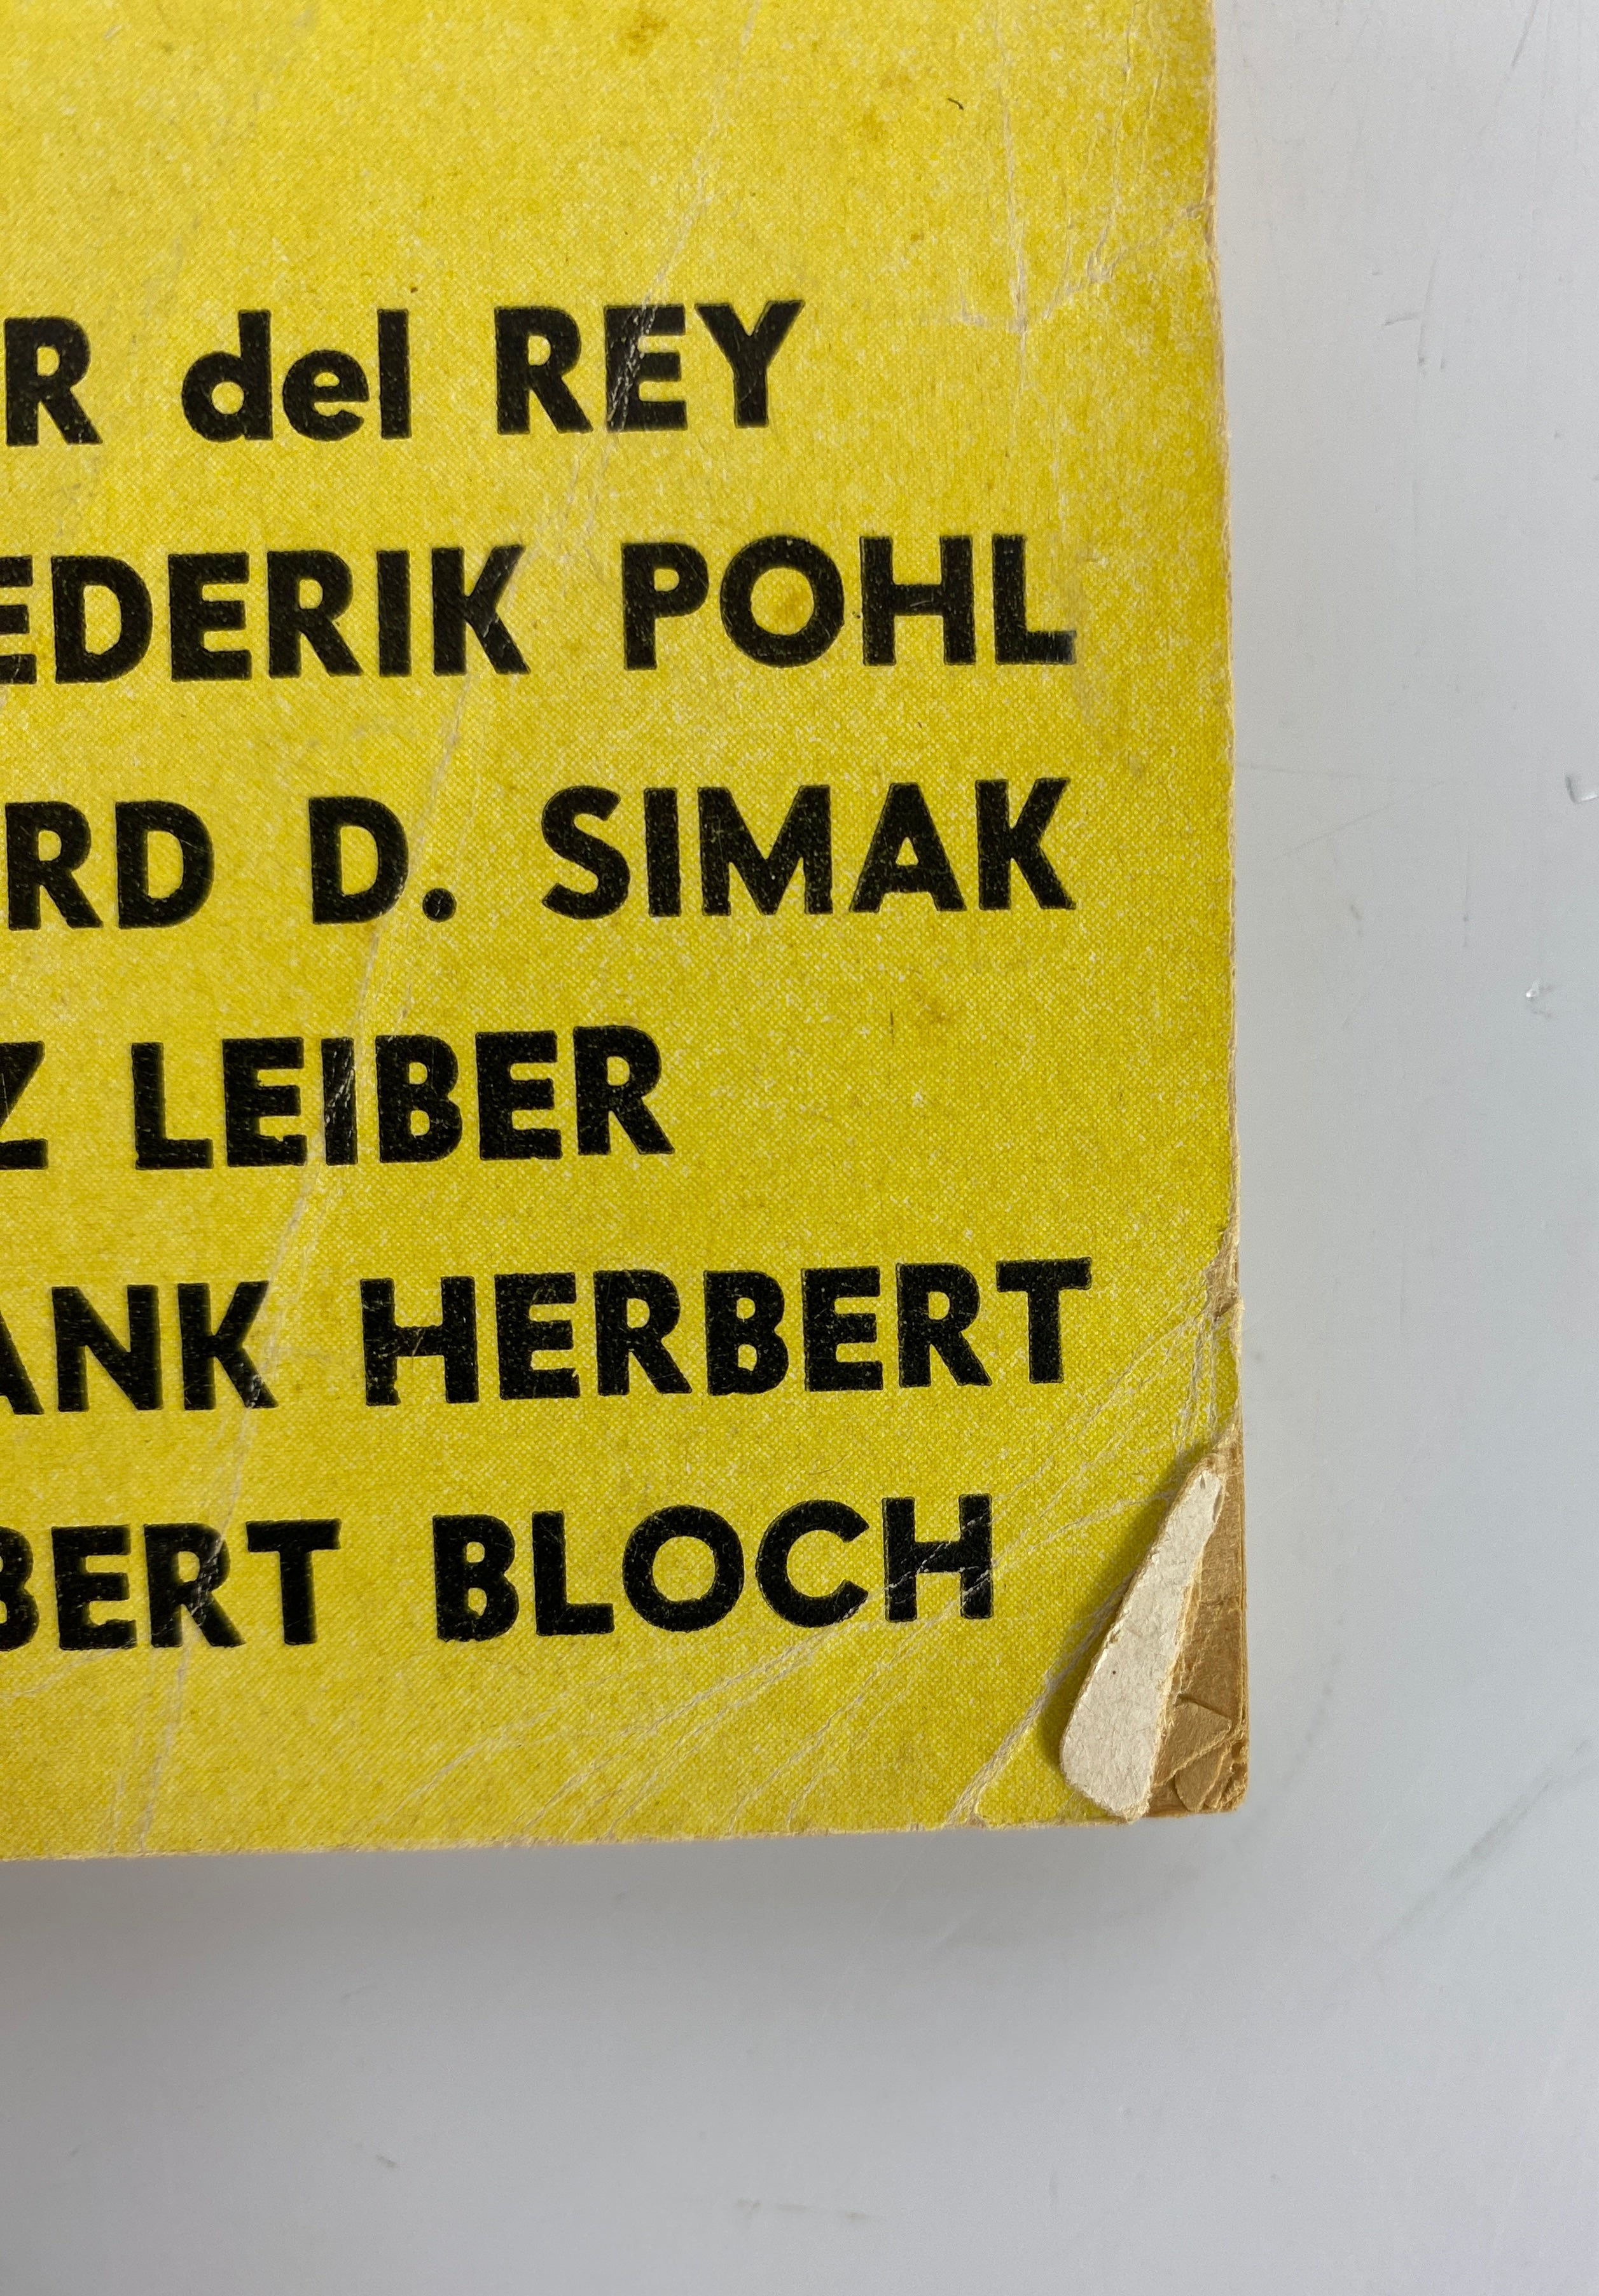 R del REY
EDERIK POHL
RD D. SIMAK
Z LEIBER
ANK HERBERT
BERT BLOCH